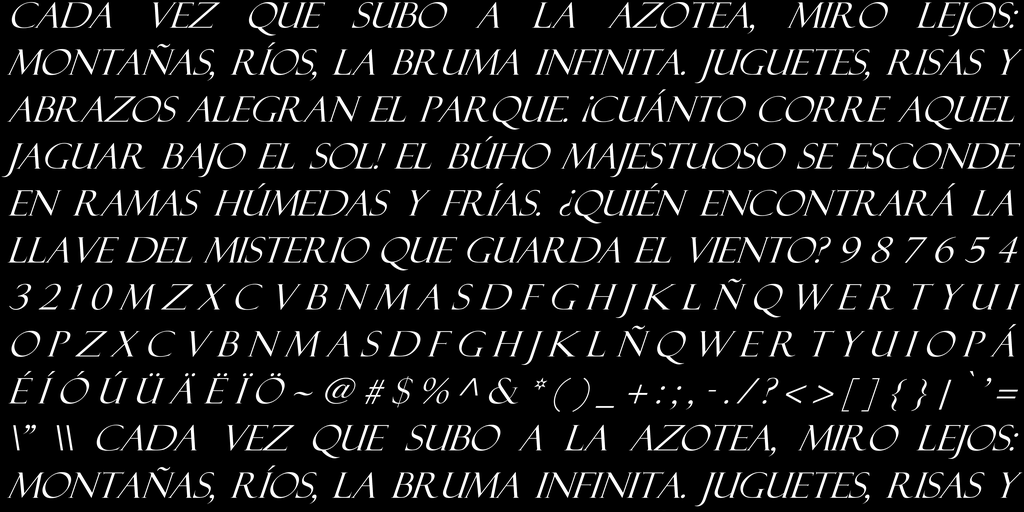 CADA VEZ QUE SUBO A LA AZOTEA, MIRO LEJOS:
MONTAÑAS, RÍOS, LA BRUMA INFINITA. JUGUETES, RISAS Y
ABRAZOS ALEGRAN EL PARQUE. ¡CUÁNTO CORRE AQUEL
JAGUAR BAJO EL SOL! EL BÚHO MAJESTUOSO SE ESCONDE
EN RAMAS HÚMEDAS Y FRÍAS. ¿QUIÉN ENCONTRARÁ LA
LLAVE DEL MISTERIO QUE GUARDA EL VIENTO? 9 8 7 6 5 4
3 2 1 0 M Z X C V B N M A S D F G H J K L Ñ Q W E R T Y U I
O P Z X C V B N M A S D F G H J K L Ñ Q W E R T Y U I O P Á
É Í Ó Ú Ü Ä Ë Ï Ö ~ @ # $ % ^ & * ( ) _ + : ; , - . / ? < > [ ] { } | ` ' =
\" \\ CADA VEZ QUE SUBO A LA AZOTEA, MIRO LEJOS:
MONTAÑAS, RÍOS, LA BRUMA INFINITA. JUGUETES, RISAS Y